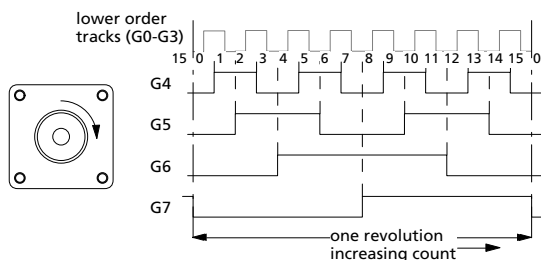 lower order
tracks (G0-G3)
15 0 1 2 3 4 5 6 7 8 9 10 11 12 13 14 15 0
G4
G5
G6
G7
one revolution
increasing count